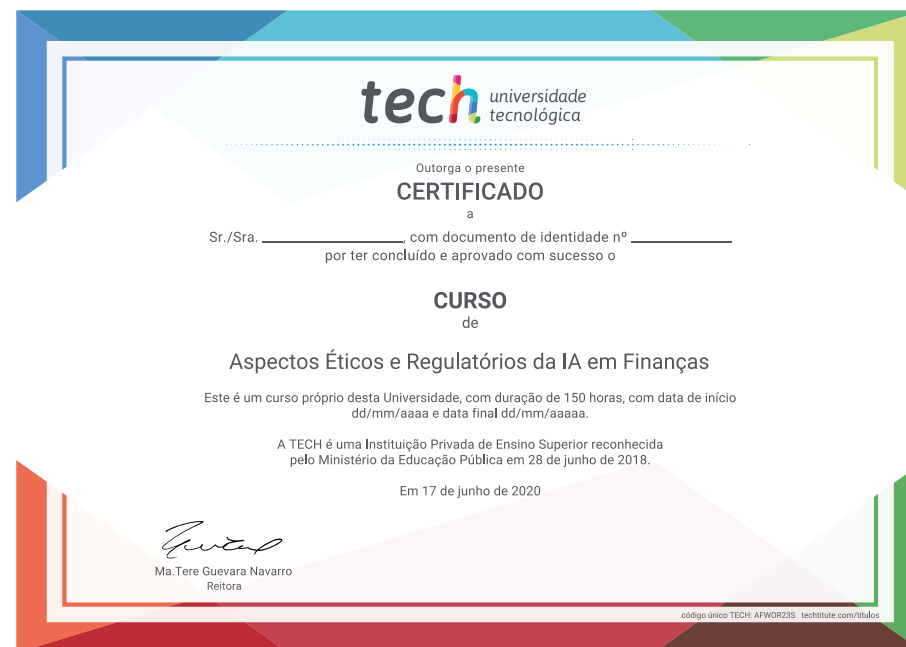 tech universidade
tecnológica
Outorga o presente
CERTIFICADO
a
Sr./Sra. ____________________, com documento de identidade nº ______________
por ter concluído e aprovado com sucesso o
CURSO
de
Aspectos Éticos e Regulatórios da IA em Finanças
Este é um curso próprio desta Universidade, com duração de 150 horas, com data de início
dd/mm/aaaa e data final dd/mm/aaaaa.
A TECH é uma Instituição Privada de Ensino Superior reconhecida
pelo Ministério da Educação Pública em 28 de junho de 2018.
Em 17 de junho de 2020
Ma.Tere Guevara Navarro
Reitora
código único TECH: AFWOR23S techtitute.com/títulos